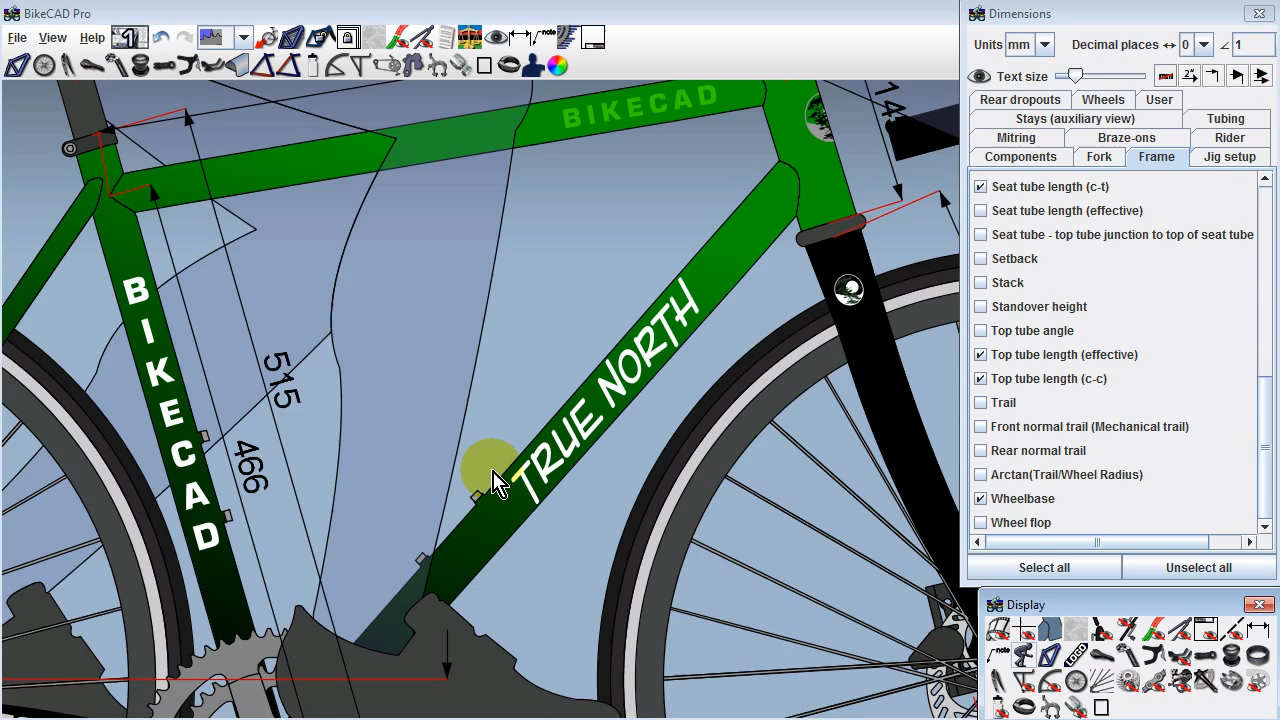 BikeCAD Pro
File View Help
Dimensions
Units mm Decimal places 0 1
Text size
Rear dropouts Wheels User
Stays (auxiliary view) Tubing
Mitring Braze-ons Rider
Components Fork Frame Jig setup
Seat tube length (c-t)
Seat tube length (effective)
Seat tube - top tube junction to top of seat tube
Setback
Stack
Standover height
Top tube angle
Top tube length (effective)
Top tube length (c-c)
Trail
Front normal trail (Mechanical trail)
Rear normal trail
Arctan(Trail/Wheel Radius)
Wheelbase
Wheel flop
Select all Unselect all
Display
LOGO
BIKECAD
BIKECAD
TRUE NORTH
515
466